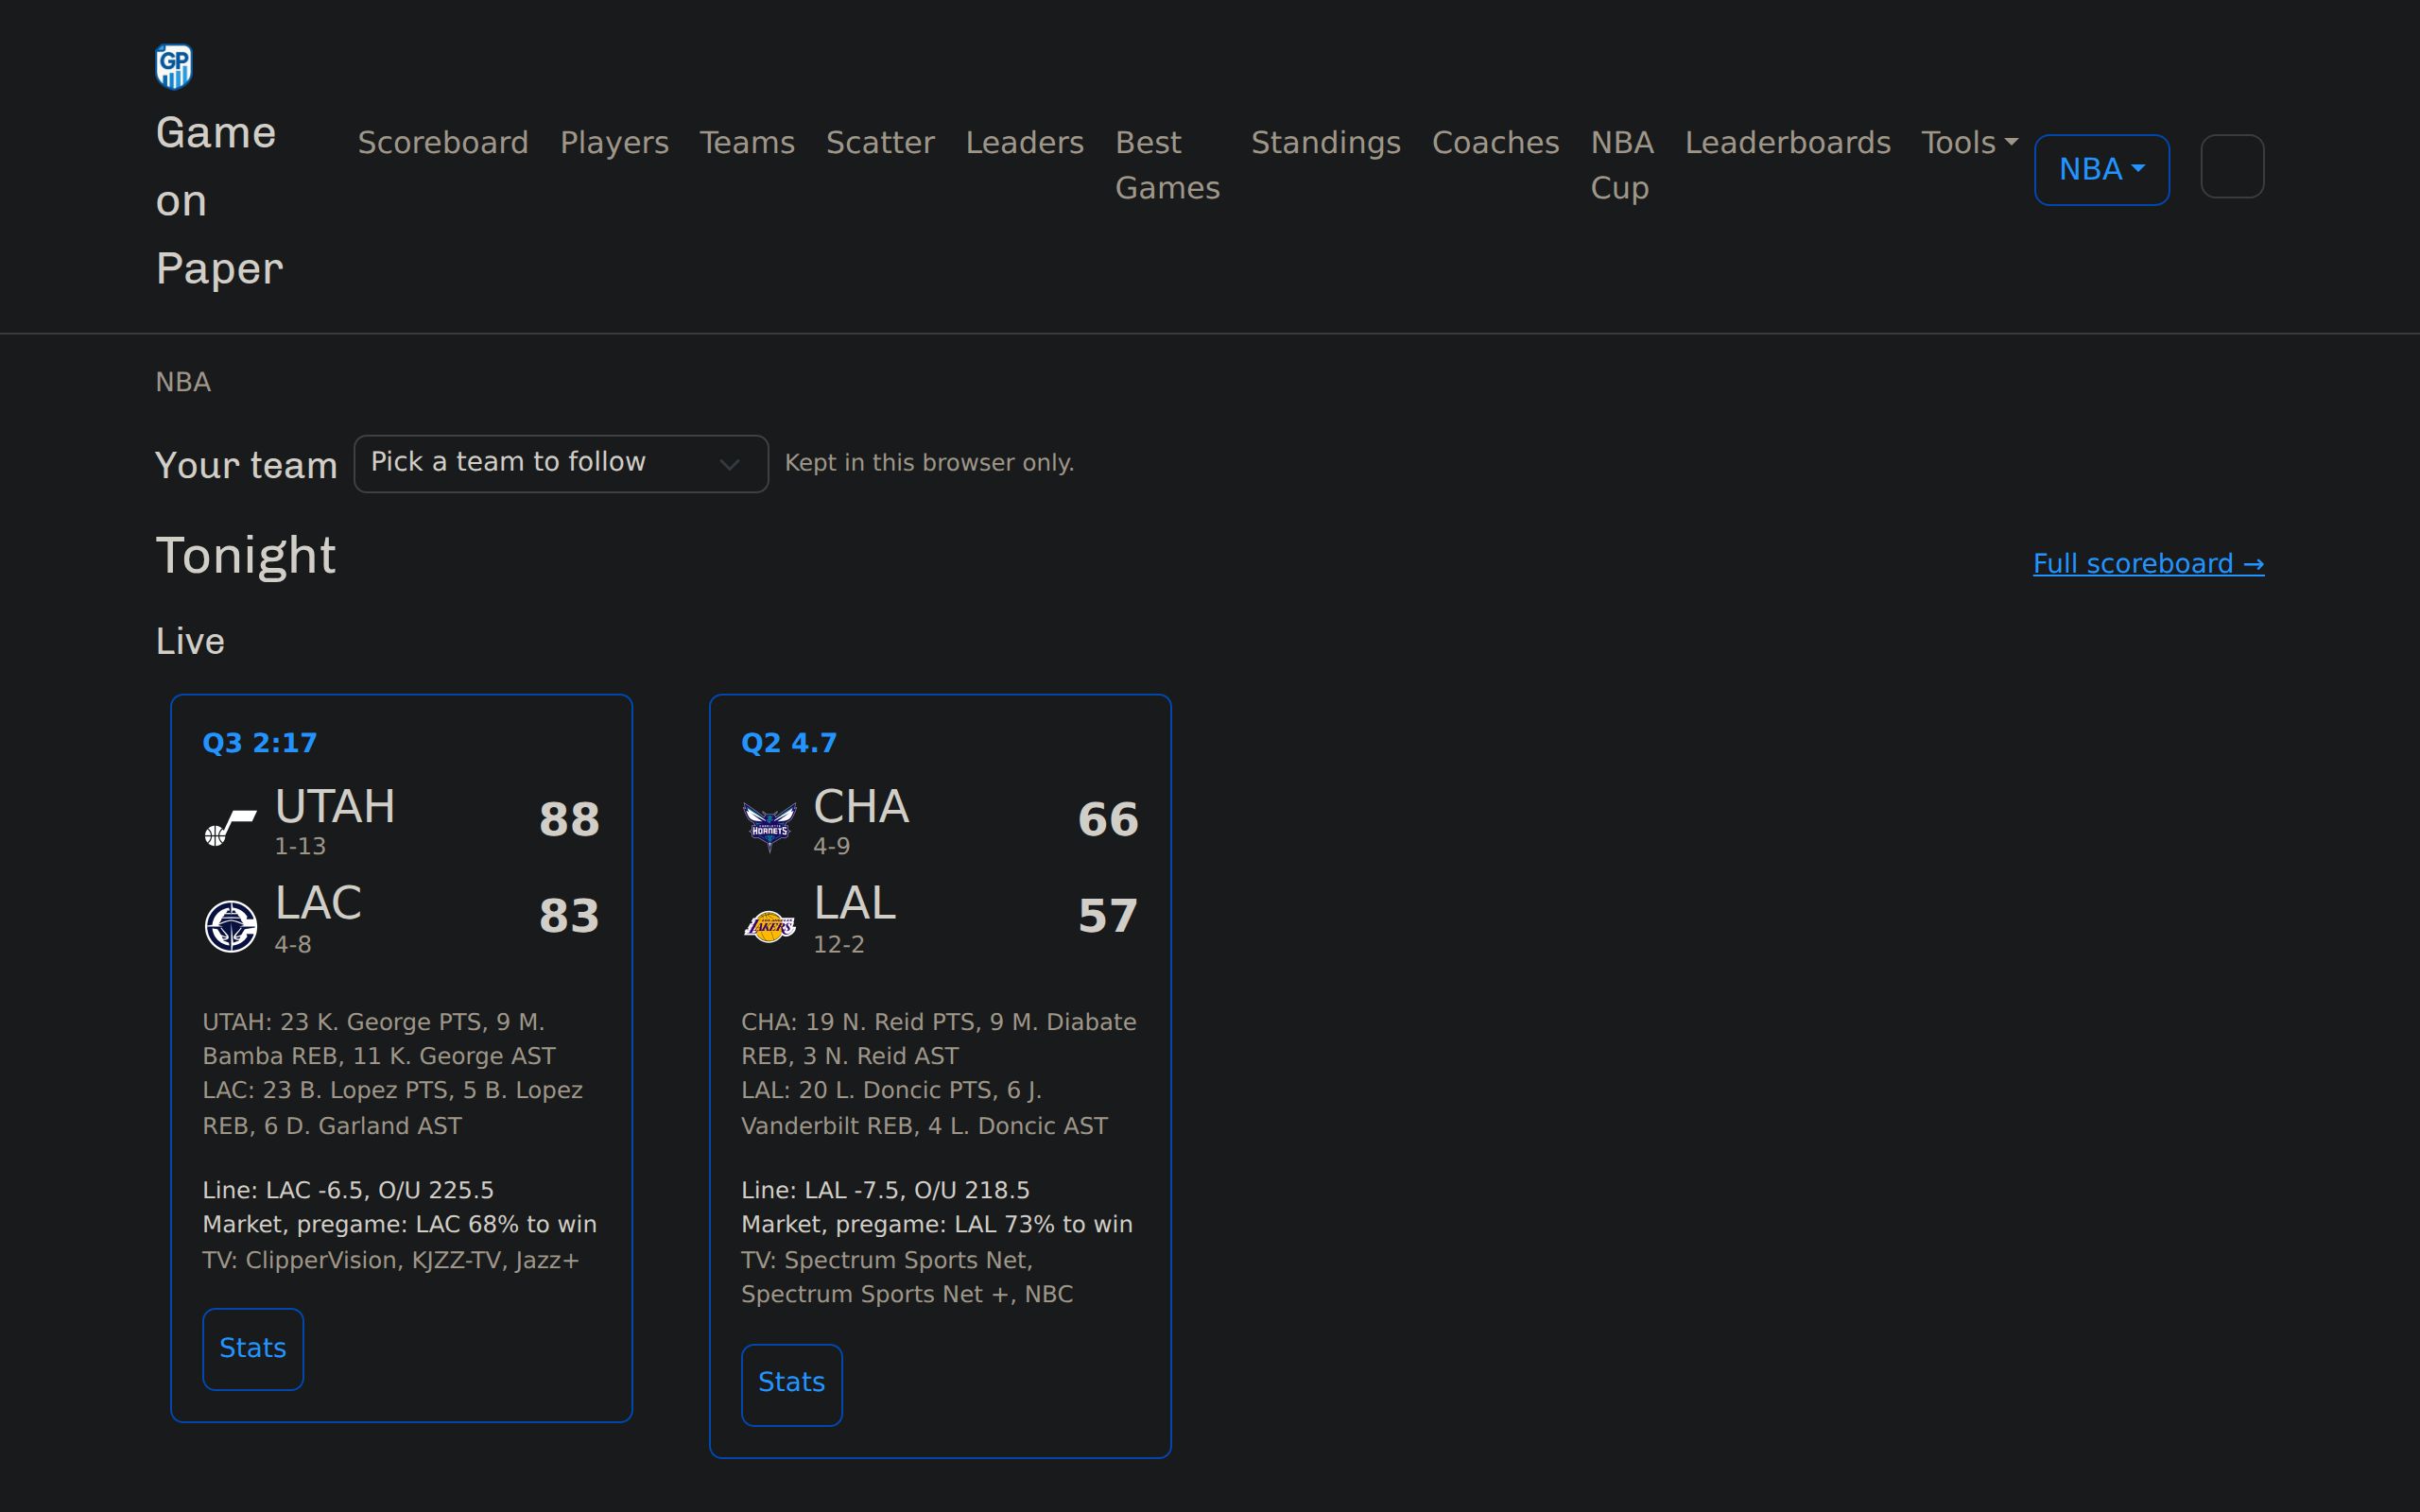 GP
Game
on
Paper
Scoreboard Players Teams Scatter Leaders Best Games Standings Coaches NBA Cup Leaderboards Tools NBA
NBA
Your team Pick a team to follow Kept in this browser only.
Tonight
Full scoreboard →
Live
Q3 2:17
UTAH 88
1-13
LAC 83
4-8
UTAH: 23 K. George PTS, 9 M.
Bamba REB, 11 K. George AST
LAC: 23 B. Lopez PTS, 5 B. Lopez
REB, 6 D. Garland AST
Line: LAC -6.5, O/U 225.5
Market, pregame: LAC 68% to win
TV: ClipperVision, KJZZ-TV, Jazz+
Stats
Q2 4.7
HORNETS
CHA 66
4-9
LAKERS
LAL 57
12-2
CHA: 19 N. Reid PTS, 9 M. Diabate
REB, 3 N. Reid AST
LAL: 20 L. Doncic PTS, 6 J.
Vanderbilt REB, 4 L. Doncic AST
Line: LAL -7.5, O/U 218.5
Market, pregame: LAL 73% to win
TV: Spectrum Sports Net,
Spectrum Sports Net +, NBC
Stats